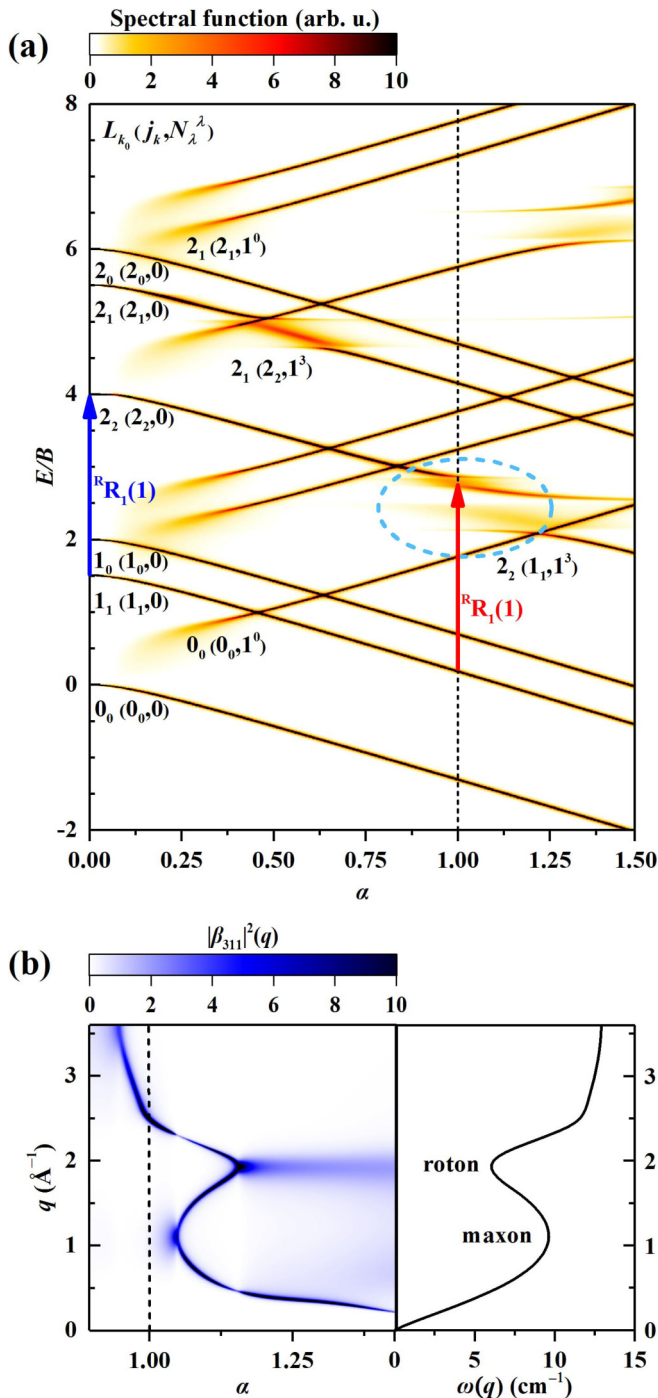 Spectral function (arb. u.)
(a)
0 2 4 6 8 10
L_{k_0} (j_k, N_λ^λ)
8
6
4
2
0
-2
E/B
2_1 (2_1,1^0)
2_0 (2_0,0)
2_1 (2_1,0)
2_1 (2_2,1^3)
2_2 (2_2,0)
^RR_1(1)
1_0 (1_0,0)
2_2 (1_1,1^3)
1_1 (1_1,0)
^RR_1(1)
0_0 (0_0,1^0)
0_0 (0_0,0)
0.00 0.25 0.50 0.75 1.00 1.25 1.50
α
(b)
|β_{311}|^2(q)
0 2 4 6 8 10
3 3
2 roton 2
q (Å^{-1})
1 maxon 1
0 0
1.00 1.25 0 5 10 15
α ω(q) (cm^{-1})